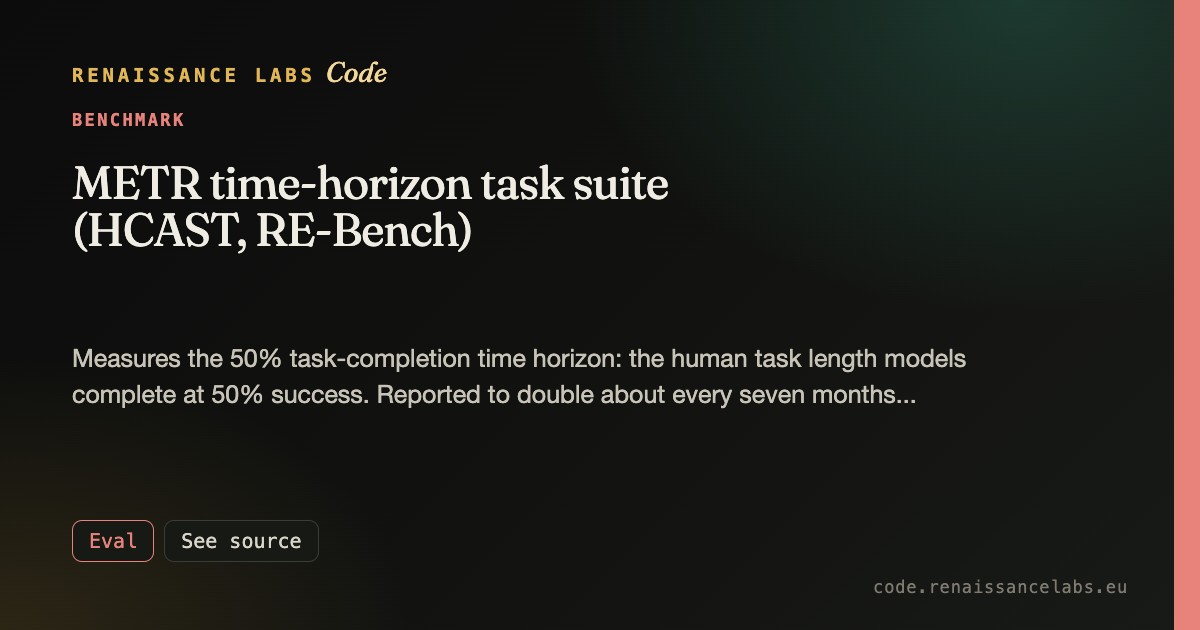 RENAISSANCE LABS Code
BENCHMARK
METR time-horizon task suite
(HCAST, RE-Bench)
Measures the 50% task-completion time horizon: the human task length models
complete at 50% success. Reported to double about every seven months...
Eval See source
code.renaissancelabs.eu